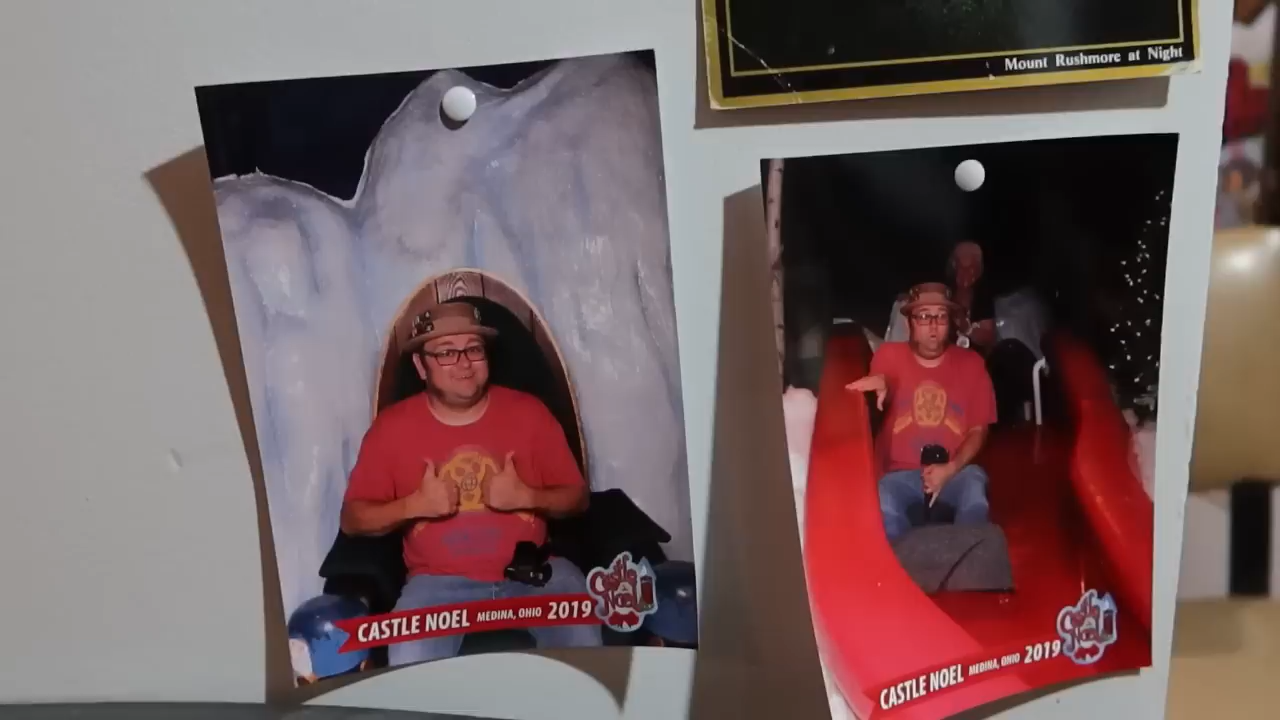 Mount Rushmore at Night
CASTLE NOEL MEDINA, OHIO 2019
Castle Noel
CASTLE NOEL MEDINA, OHIO 2019
Castle Noel